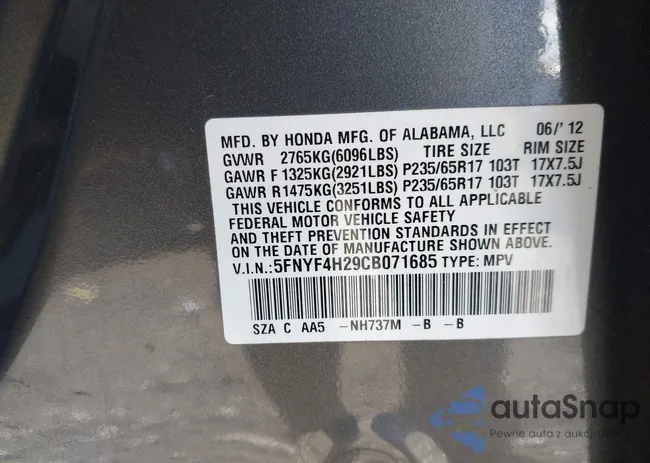 MFD. BY HONDA MFG. OF ALABAMA, LLC 06/'12
GVWR 2765KG(6096LBS) TIRE SIZE RIM SIZE
GAWR F 1325KG(2921LBS) P235/65R17 103T 17X7.5J
GAWR R 1475KG(3251LBS) P235/65R17 103T 17X7.5J
THIS VEHICLE CONFORMS TO ALL APPLICABLE
FEDERAL MOTOR VEHICLE SAFETY
AND THEFT PREVENTION STANDARDS IN EFFECT
ON THE DATE OF MANUFACTURE SHOWN ABOVE.
V.I.N.:5FNYF4H29CB071685 TYPE: MPV
SZA C AA5 -NH737M -B -B
autaSnap
Pewne auta z aukcji